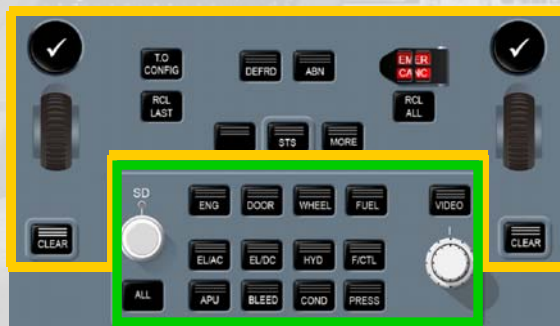 T.O
CONFIG
DEFRD
ABN
EMER
CANC
RCL
LAST
RCL
ALL
STS
MORE
SD
ENG
DOOR
WHEEL
FUEL
VIDEO
CLEAR
CLEAR
EL/AC
EL/DC
HYD
F/CTL
ALL
APU
BLEED
COND
PRESS